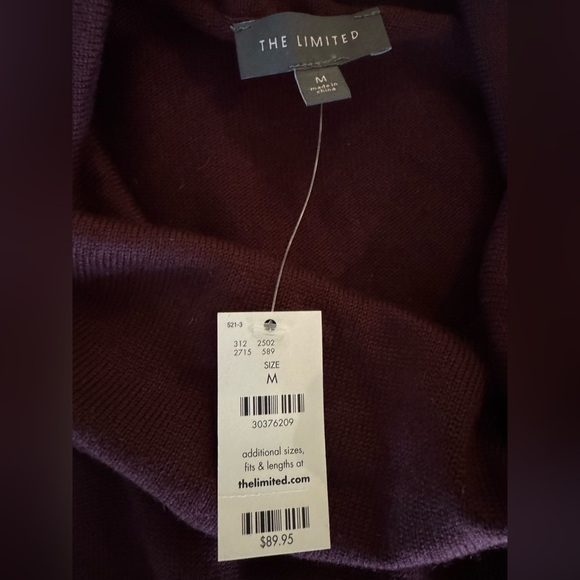 THE LIMITED
M
made in
china
S21-3
312 2502
2715 589
SIZE
M
30376209
additional sizes,
fits & lengths at
thelimited.com
$89.95